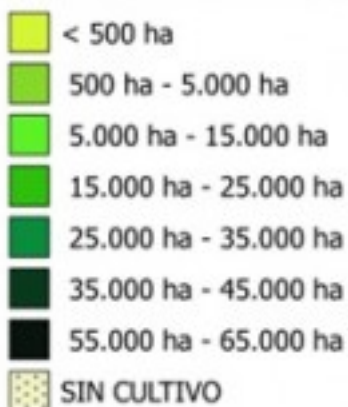 < 500 ha
500 ha - 5.000 ha
5.000 ha - 15.000 ha
15.000 ha - 25.000 ha
25.000 ha - 35.000 ha
35.000 ha - 45.000 ha
55.000 ha - 65.000 ha
SIN CULTIVO